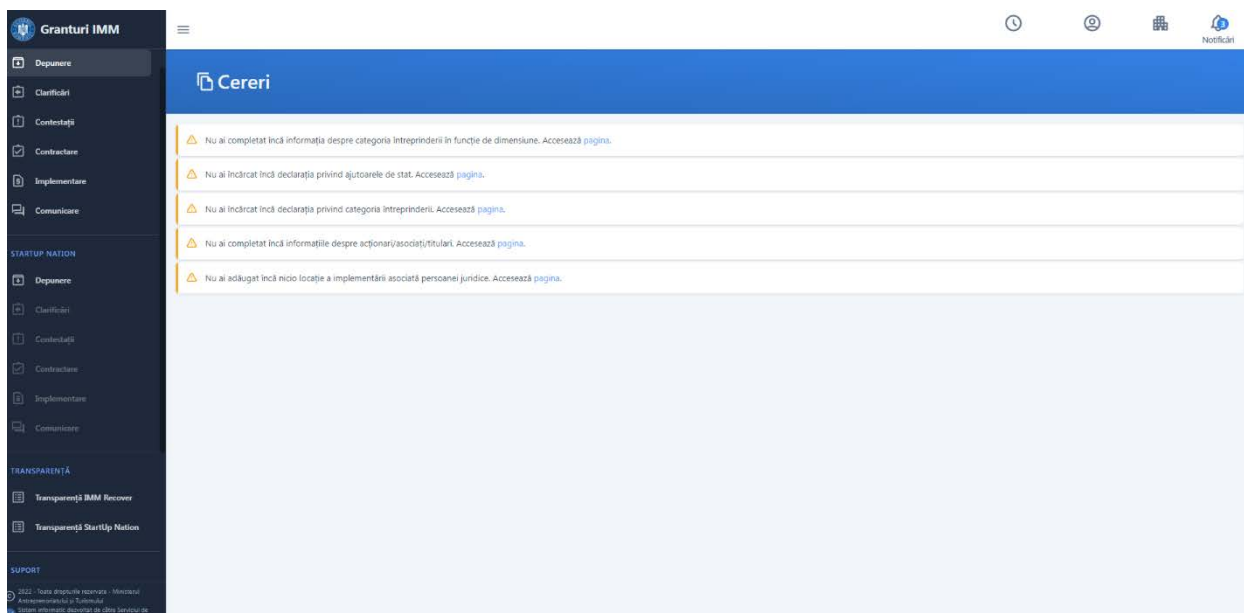 Granturi IMM
3
Notificări
Depunere
Clarificări
Contestații
Contractare
Implementare
Comunicare
STARTUP NATION
Depunere
Clarificări
Contestații
Contractare
Implementare
Comunicare
TRANSPARENȚĂ
Transparență IMM Recover
Transparență StartUp Nation
SUPORT
2022 - Toate drepturile rezervate - Ministerul
Antreprenoriatului și Turismului
Sistem informatic dezvoltat de către Serviciul de
Cereri
Nu ai completat încă informația despre categoria întreprinderii în funcție de dimensiune. Accesează pagina.
Nu ai încărcat încă declarația privind ajutoarele de stat. Accesează pagina.
Nu ai încărcat încă declarația privind categoria întreprinderii. Accesează pagina.
Nu ai completat încă informațiile despre acționari/asociați/titulari. Accesează pagina.
Nu ai adăugat încă nicio locație a implementării asociată persoanei juridice. Accesează pagina.